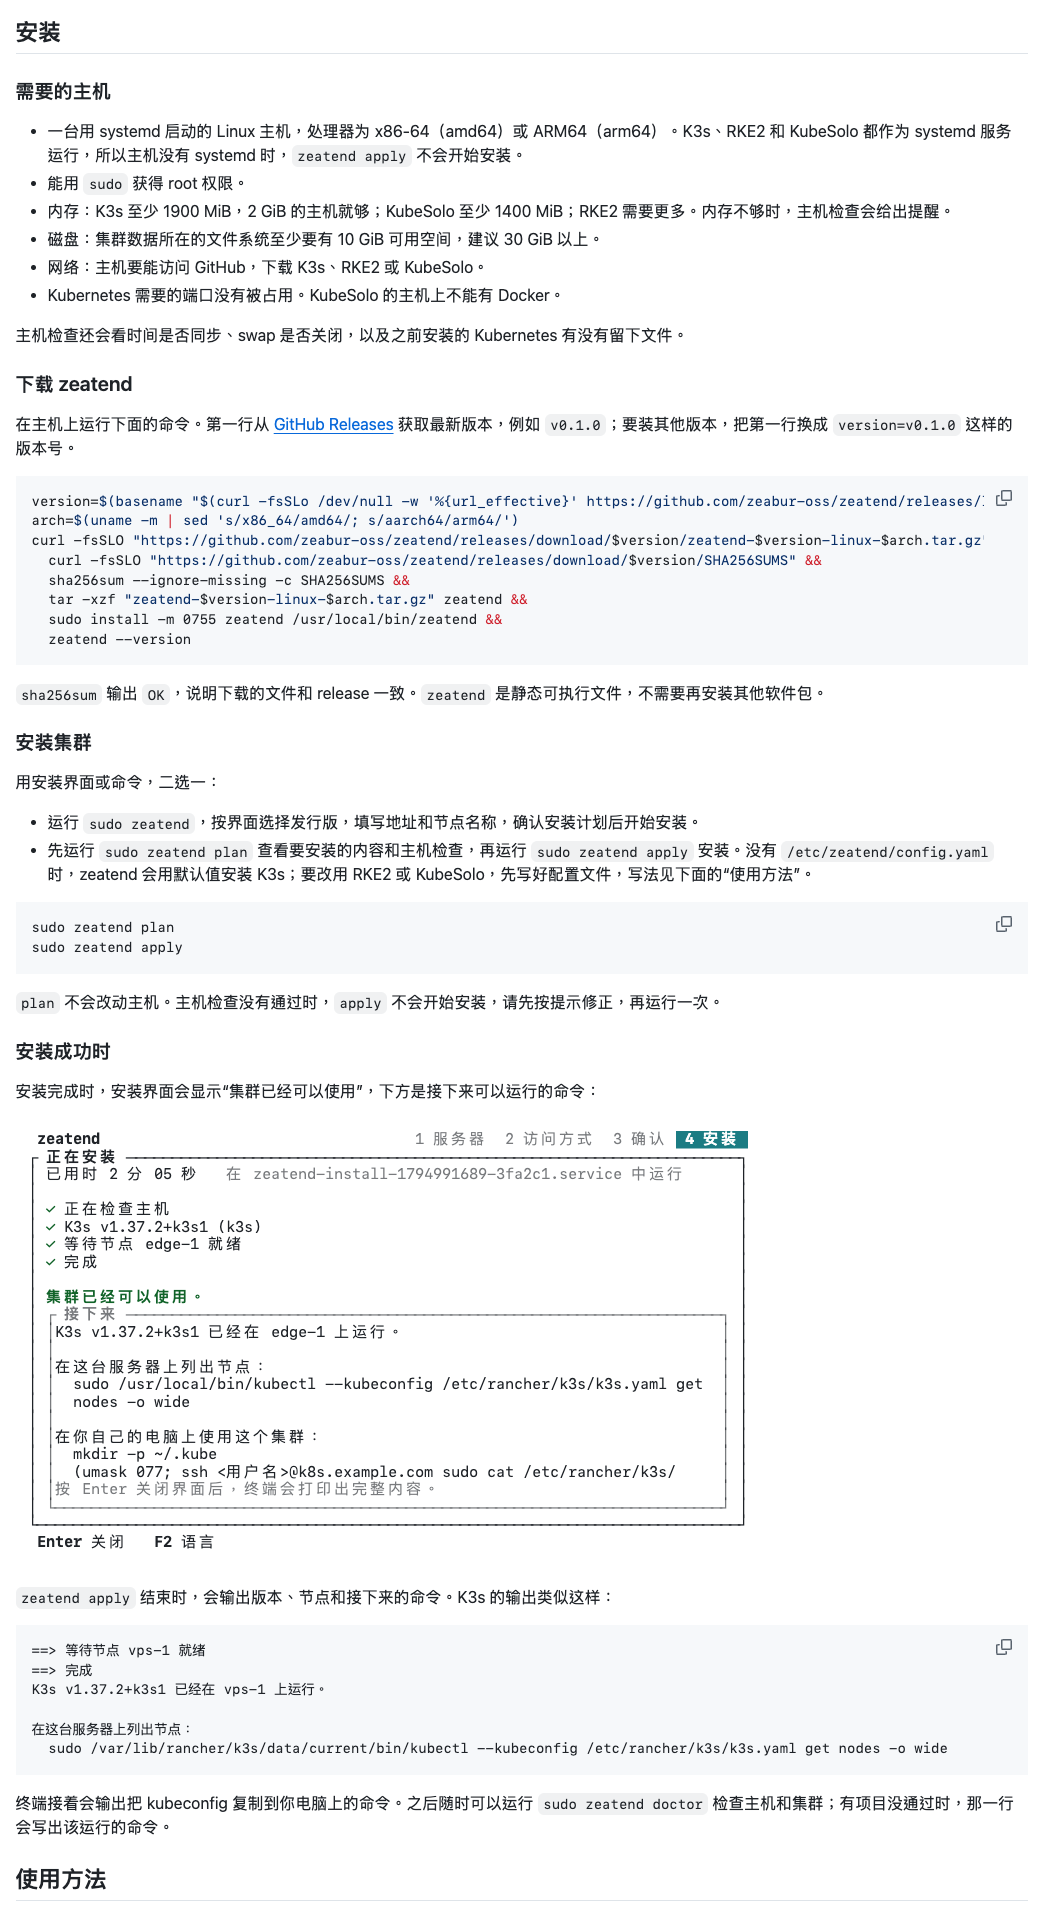 安装
需要的主机
• 一台用 systemd 启动的 Linux 主机，处理器为 x86-64（amd64）或 ARM64（arm64）。K3s、RKE2 和 KubeSolo 都作为 systemd 服务
运行，所以主机没有 systemd 时，zeatend apply 不会开始安装。
• 能用 sudo 获得 root 权限。
• 内存：K3s 至少 1900 MiB，2 GiB 的主机就够；KubeSolo 至少 1400 MiB；RKE2 需要更多。内存不够时，主机检查会给出提醒。
• 磁盘：集群数据所在的文件系统至少要有 10 GiB 可用空间，建议 30 GiB 以上。
• 网络：主机要能访问 GitHub，下载 K3s、RKE2 或 KubeSolo。
• Kubernetes 需要的端口没有被占用。KubeSolo 的主机上不能有 Docker。
主机检查还会看时间是否同步、swap 是否关闭，以及之前安装的 Kubernetes 有没有留下文件。
下载 zeatend
在主机上运行下面的命令。第一行从 GitHub Releases 获取最新版本，例如 v0.1.0；要装其他版本，把第一行换成 version=v0.1.0 这样的
版本号。
version=$(basename "$(curl -fsSLo /dev/null -w '%{url_effective}' https://github.com/zeabur-oss/zeatend/releases/
arch=$(uname -m | sed 's/x86_64/amd64/; s/aarch64/arm64/')
curl -fsSLO "https://github.com/zeabur-oss/zeatend/releases/download/$version/zeatend-$version-linux-$arch.tar.gz"
  curl -fsSLO "https://github.com/zeabur-oss/zeatend/releases/download/$version/SHA256SUMS" &&
  sha256sum --ignore-missing -c SHA256SUMS &&
  tar -xzf "zeatend-$version-linux-$arch.tar.gz" zeatend &&
  sudo install -m 0755 zeatend /usr/local/bin/zeatend &&
  zeatend --version
sha256sum 输出 OK，说明下载的文件和 release 一致。zeatend 是静态可执行文件，不需要再安装其他软件包。
安装集群
用安装界面或命令，二选一：
• 运行 sudo zeatend，按界面选择发行版，填写地址和节点名称，确认安装计划后开始安装。
• 先运行 sudo zeatend plan 查看要安装的内容和主机检查，再运行 sudo zeatend apply 安装。没有 /etc/zeatend/config.yaml
时，zeatend 会用默认值安装 K3s；要改用 RKE2 或 KubeSolo，先写好配置文件，写法见下面的“使用方法”。
sudo zeatend plan
sudo zeatend apply
plan 不会改动主机。主机检查没有通过时，apply 不会开始安装，请先按提示修正，再运行一次。
安装成功时
安装完成时，安装界面会显示“集群已经可以使用”，下方是接下来可以运行的命令：
zeatend 1 服务器 2 访问方式 3 确认 4 安装
正在安装
已用时 2 分 05 秒 在 zeatend-install-1794991689-3fa2c1.service 中运行
✓ 正在检查主机
✓ K3s v1.37.2+k3s1 (k3s)
✓ 等待节点 edge-1 就绪
✓ 完成
集群已经可以使用。
接下来
K3s v1.37.2+k3s1 已经在 edge-1 上运行。
在这台服务器上列出节点：
sudo /usr/local/bin/kubectl --kubeconfig /etc/rancher/k3s/k3s.yaml get
nodes -o wide
在你自己的电脑上使用这个集群：
mkdir -p ~/.kube
(umask 077; ssh <用户名>@k8s.example.com sudo cat /etc/rancher/k3s/
按 Enter 关闭界面后，终端会打印出完整内容。
Enter 关闭 F2 语言
zeatend apply 结束时，会输出版本、节点和接下来的命令。K3s 的输出类似这样：
==> 等待节点 vps-1 就绪
==> 完成
K3s v1.37.2+k3s1 已经在 vps-1 上运行。
在这台服务器上列出节点：
  sudo /var/lib/rancher/k3s/data/current/bin/kubectl --kubeconfig /etc/rancher/k3s/k3s.yaml get nodes -o wide
终端接着会输出把 kubeconfig 复制到你电脑上的命令。之后随时可以运行 sudo zeatend doctor 检查主机和集群；有项目没通过时，那一行
会写出该运行的命令。
使用方法